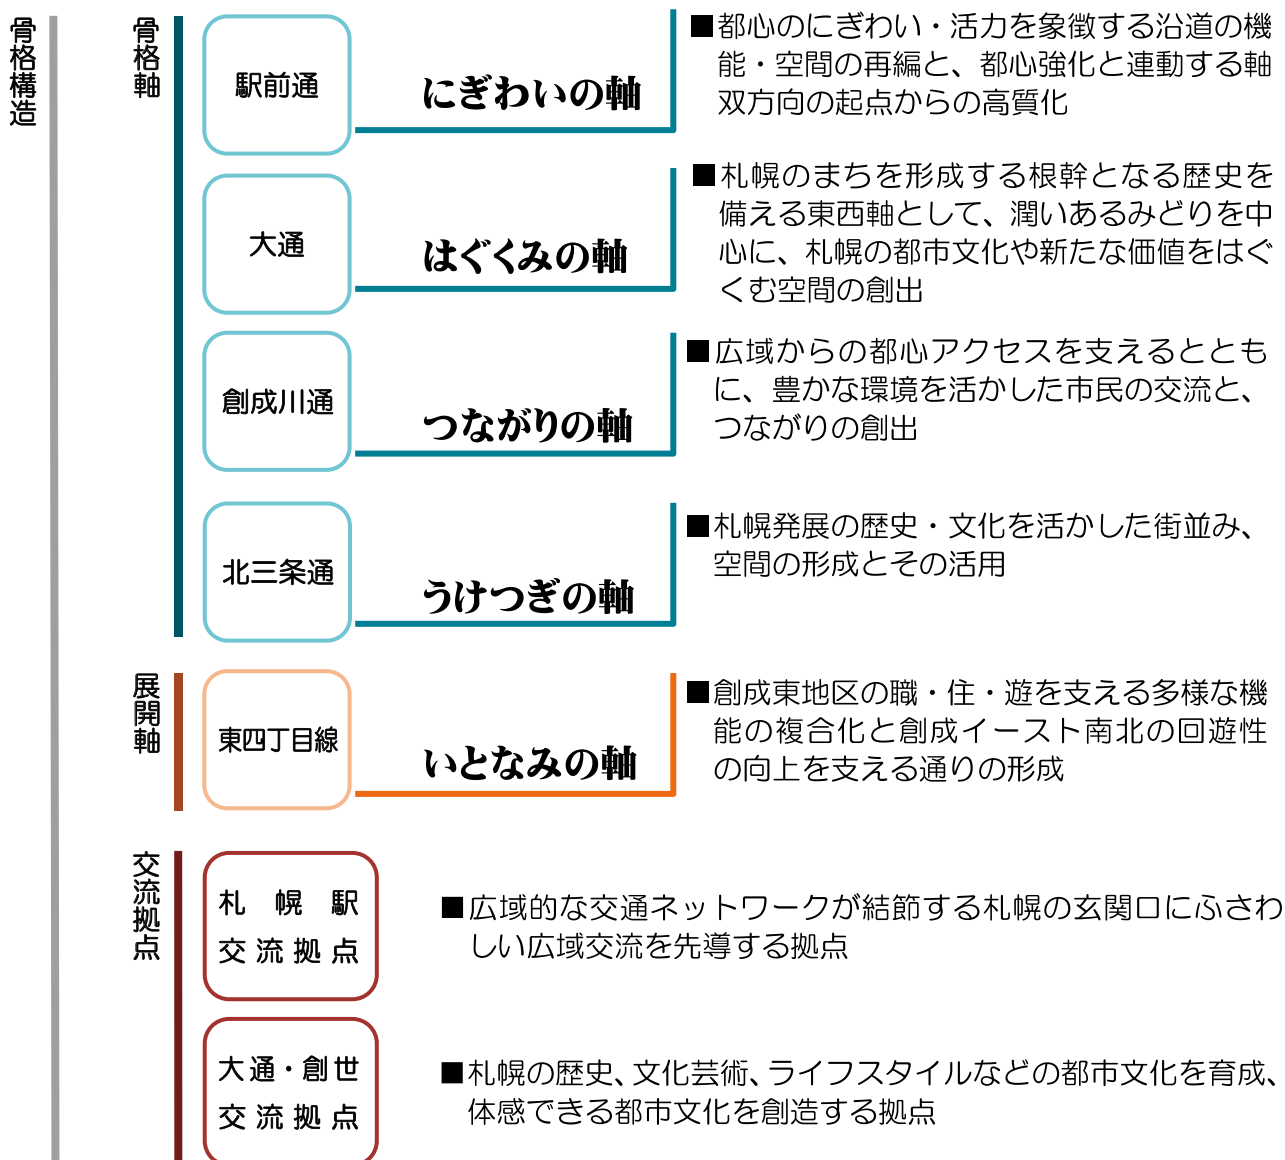 骨格構造
骨格軸
駅前通
にぎわいの軸
■都心のにぎわい・活力を象徴する沿道の機
能・空間の再編と、都心強化と連動する軸
双方向の起点からの高質化
大通
はぐくみの軸
■札幌のまちを形成する根幹となる歴史を
備える東西軸として、潤いあるみどりを中
心に、札幌の都市文化や新たな価値をはぐ
くむ空間の創出
創成川通
つながりの軸
■広域からの都心アクセスを支えるととも
に、豊かな環境を活かした市民の交流と、
つながりの創出
北三条通
うけつぎの軸
■札幌発展の歴史・文化を活かした街並み、
空間の形成とその活用
展開軸
東四丁目線
いとなみの軸
■創成東地区の職・住・遊を支える多様な機
能の複合化と創成イースト南北の回遊性
の向上を支える通りの形成
交流拠点
札幌駅
交流拠点
■広域的な交通ネットワークが結節する札幌の玄関口にふさわ
しい広域交流を先導する拠点
大通・創世
交流拠点
■札幌の歴史、文化芸術、ライフスタイルなどの都市文化を育成、
体感できる都市文化を創造する拠点